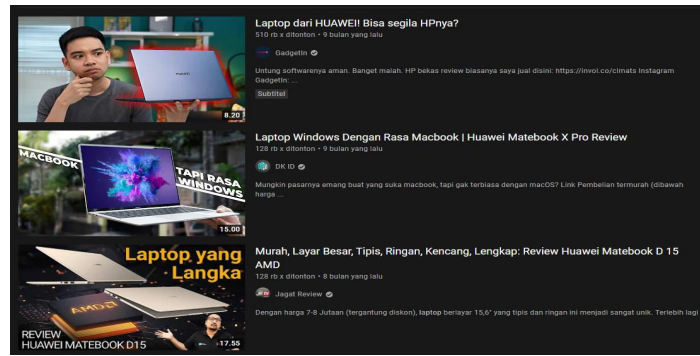 Laptop dari HUAWEI! Bisa segila HPnya?
510 rb x ditonton • 9 bulan yang lalu
GadgetIn
Untung softwarenya aman. Banget malah. HP bekas review biasanya saya jual disini: https://invol.co/clmats Instagram
GadgetIn: ...
Subtitel
HUAWEI
8.20
Laptop Windows Dengan Rasa Macbook | Huawei Matebook X Pro Review
128 rb x ditonton • 9 bulan yang lalu
DK ID
Mungkin pasarnya emang buat yang suka macbook, tapi gak terbiasa dengan macOS? Link Pembelian termurah (dibawah
harga ...
MACBOOK
TAPI RASA
WINDOWS
15.00
Murah, Layar Besar, Tipis, Ringan, Kencang, Lengkap: Review Huawei Matebook D 15
AMD
128 rb x ditonton • 8 bulan yang lalu
Jagat Review
Dengan harga 7-8 Jutaan (tergantung diskon), laptop berlayar 15,6" yang tipis dan ringan ini menjadi sangat unik. Terlebih lagi
Laptop yang
Langka
AMD
REVIEW
HUAWEI MATEBOOK D15
17.55